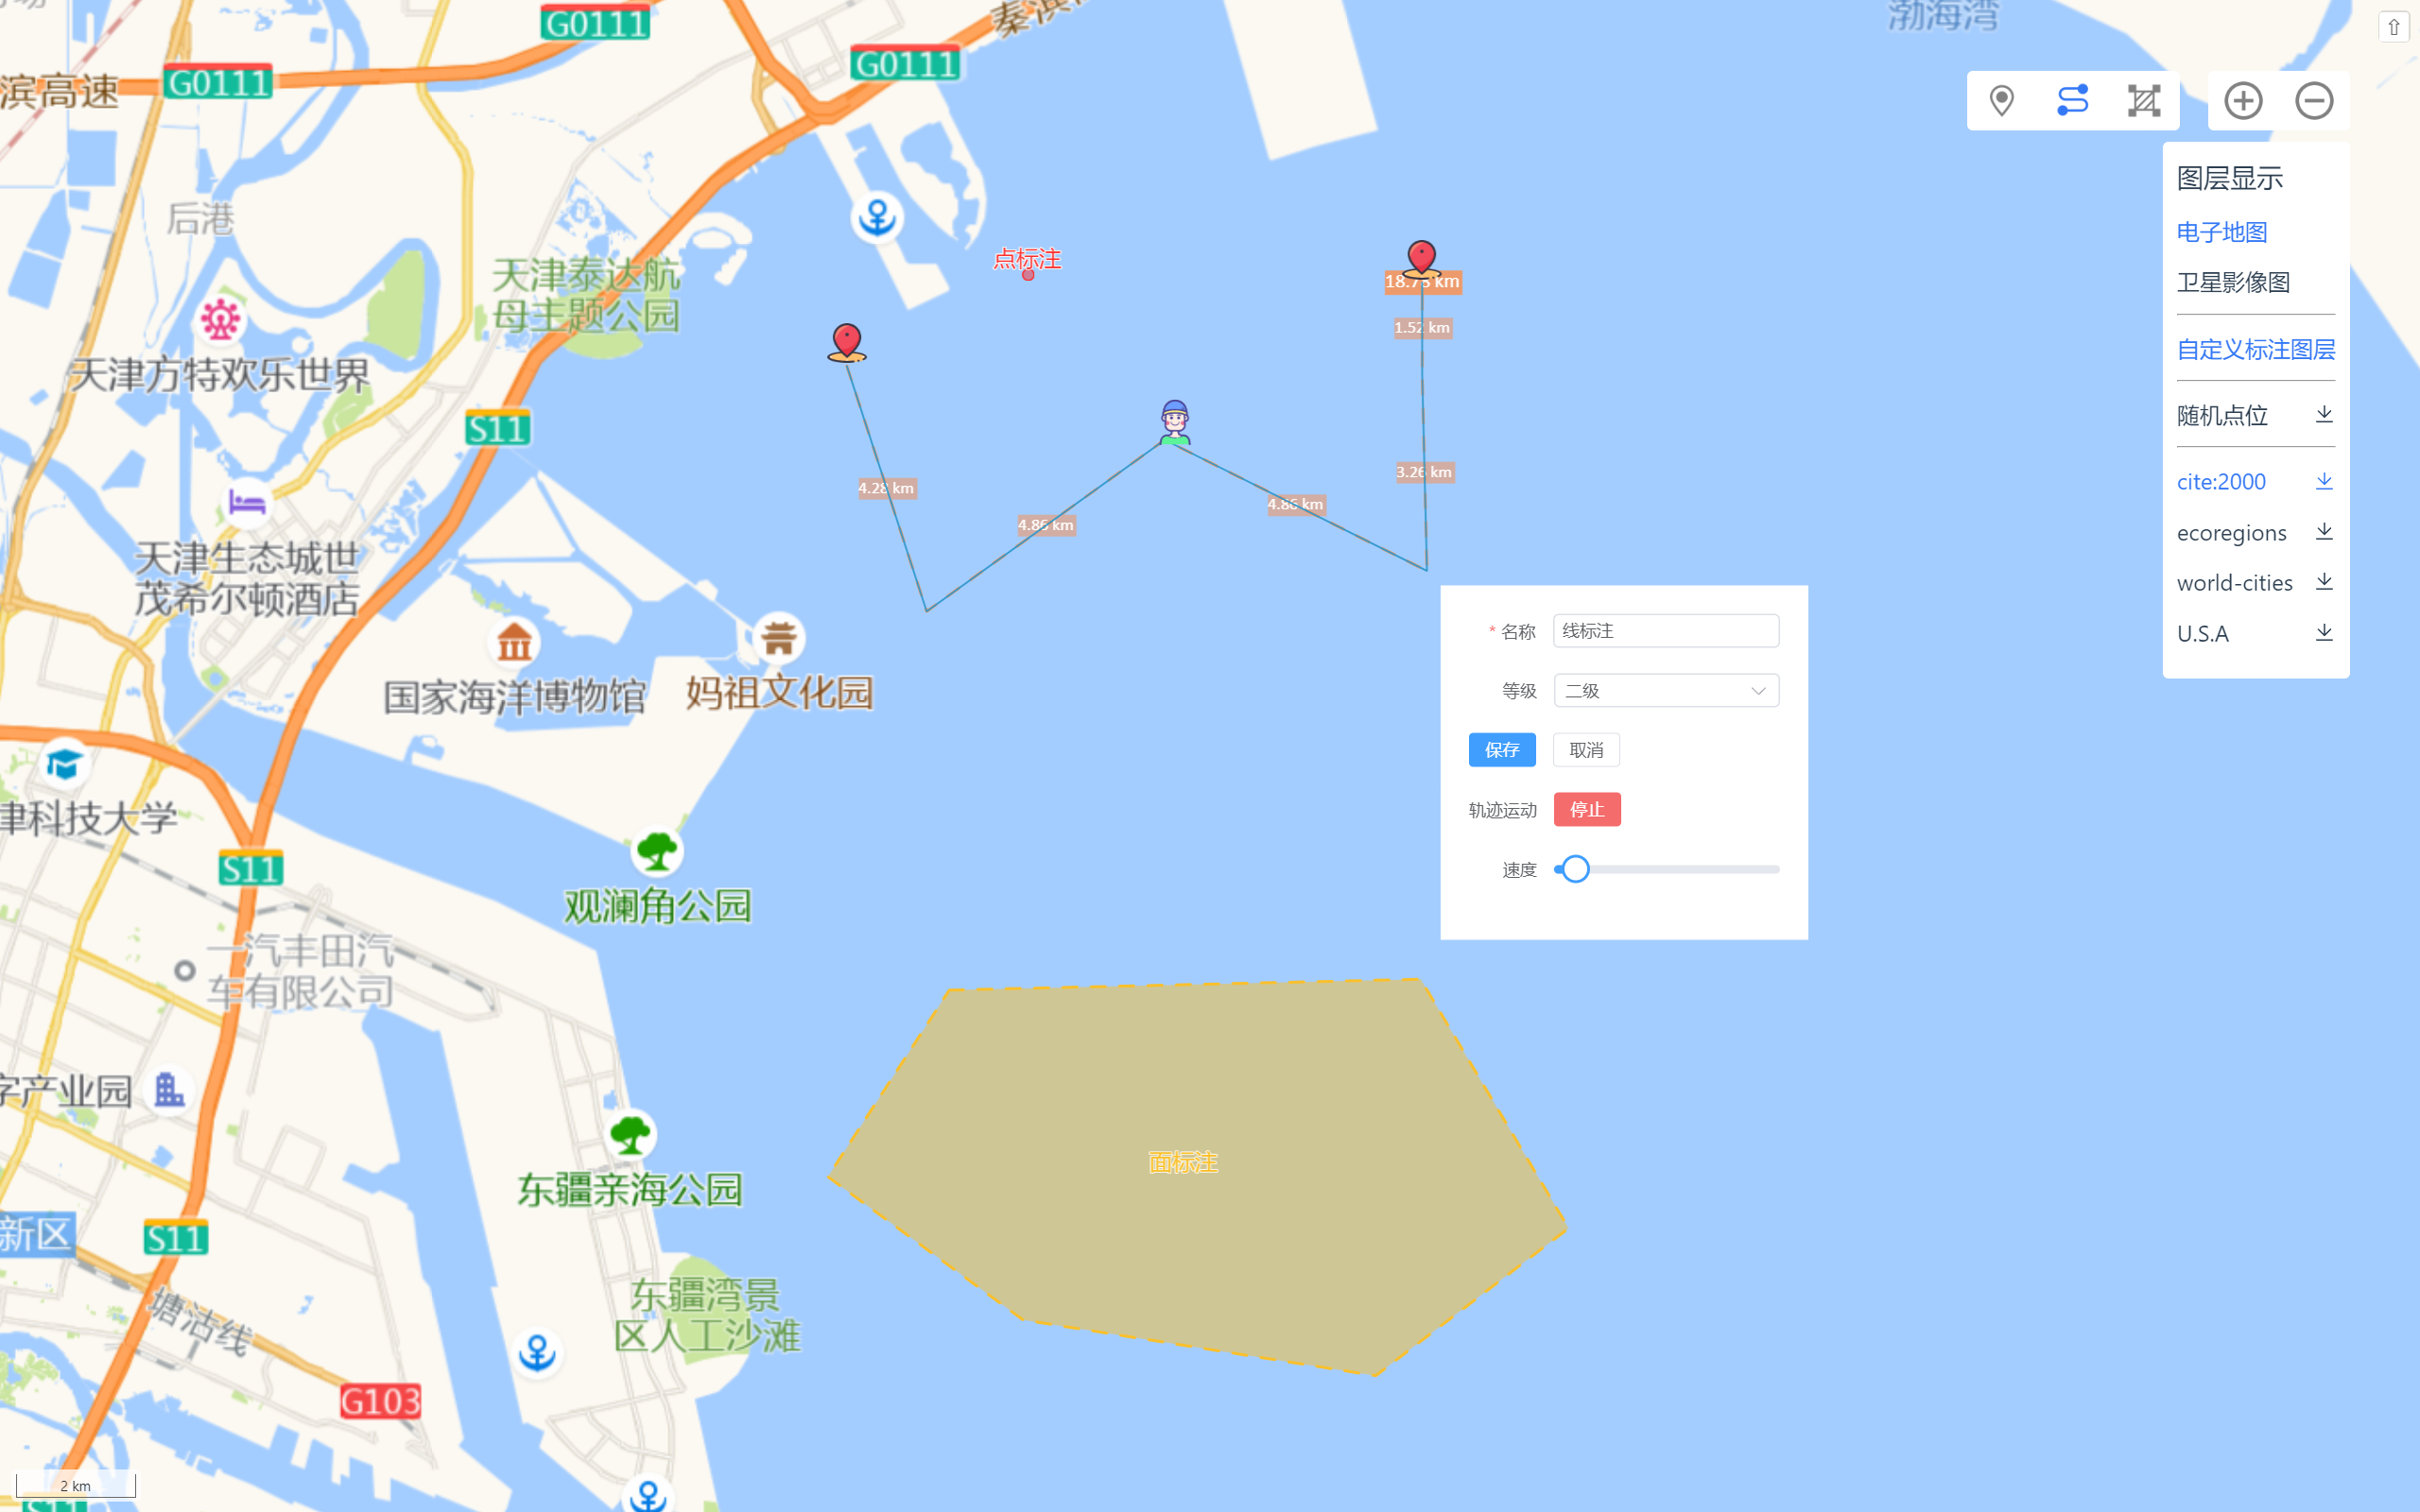 G0111
秦滨
渤海湾
G0111
滨高速
G0111
后港
点标注
天津泰达航
母主题公园
18.75 km
1.52 km
天津方特欢乐世界
S11
3.26 km
4.28 km
4.86 km
4.86 km
天津生态城世
茂希尔顿酒店
国家海洋博物馆
妈祖文化园
津科技大学
S11
观澜角公园
一汽丰田汽
车有限公司
字产业园
面标注
东疆亲海公园
新区
S11
塘沽线
东疆湾景
区人工沙滩
G103
2 km
S11
图层显示
电子地图
卫星影像图
自定义标注图层
随机点位
cite:2000
ecoregions
world-cities
U.S.A
* 名称 线标注
等级 二级
保存 取消
轨迹运动 停止
速度